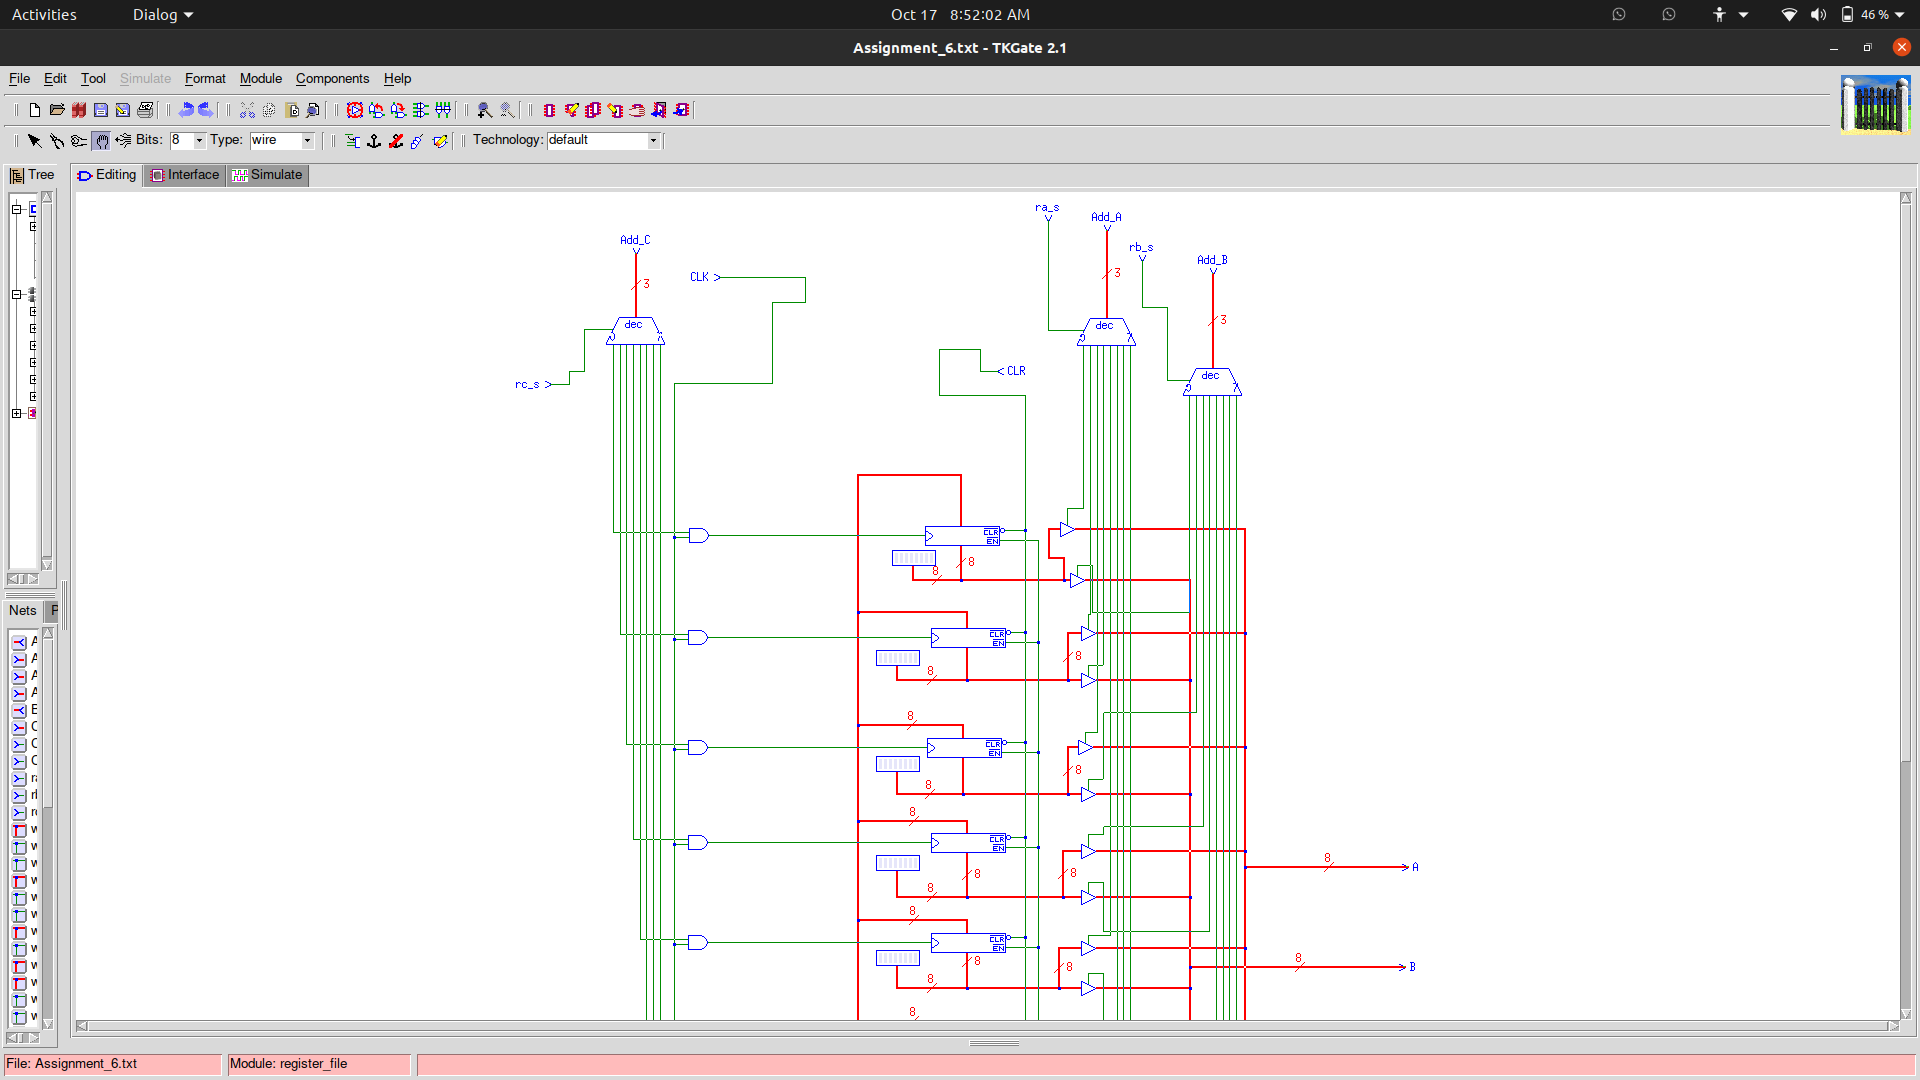 Activities
Dialog
Oct 17 8:52:02 AM
46 %
Assignment_6.txt - TKGate 2.1
File Edit Tool Simulate Format Module Components Help
Bits: 8 Type: wire Technology: default
Tree Editing Interface Simulate
ra_s
Add_A
Add_C
rb_s
Add_B
CLK
3
3
3
dec
dec
dec
CLR
rc_s
CLR
EN
8
8
CLR
EN
8
8
8
CLR
EN
8
8
8
CLR
EN
8
8
8
A
8
8
CLR
EN
8
8
8
B
8
8
Nets
File: Assignment_6.txt Module: register_file